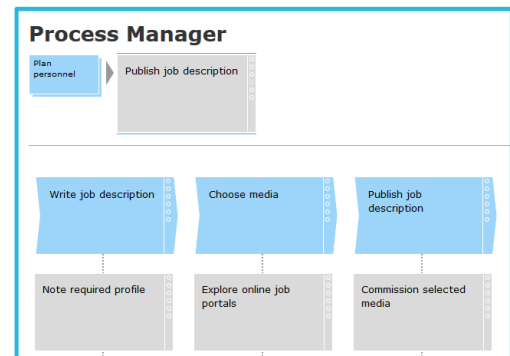 Process Manager
Plan
personnel
Publish job description
Write job description
Choose media
Publish job
description
Note required profile
Explore online job
portals
Commission selected
media